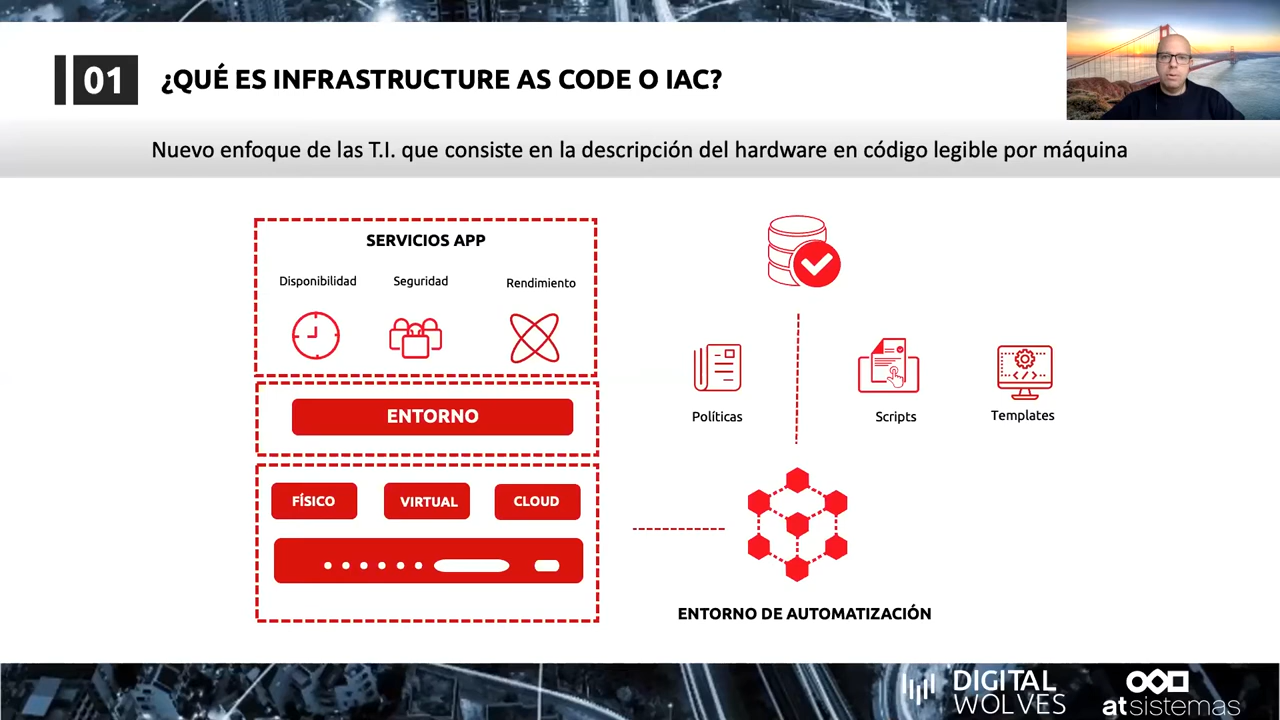 01
¿QUÉ ES INFRASTRUCTURE AS CODE O IAC?
Nuevo enfoque de las T.I. que consiste en la descripción del hardware en código legible por máquina
SERVICIOS APP
Disponibilidad
Seguridad
Rendimiento
ENTORNO
FÍSICO
VIRTUAL
CLOUD
Políticas
Scripts
Templates
ENTORNO DE AUTOMATIZACIÓN
DIGITAL
WOLVES
atsistemas